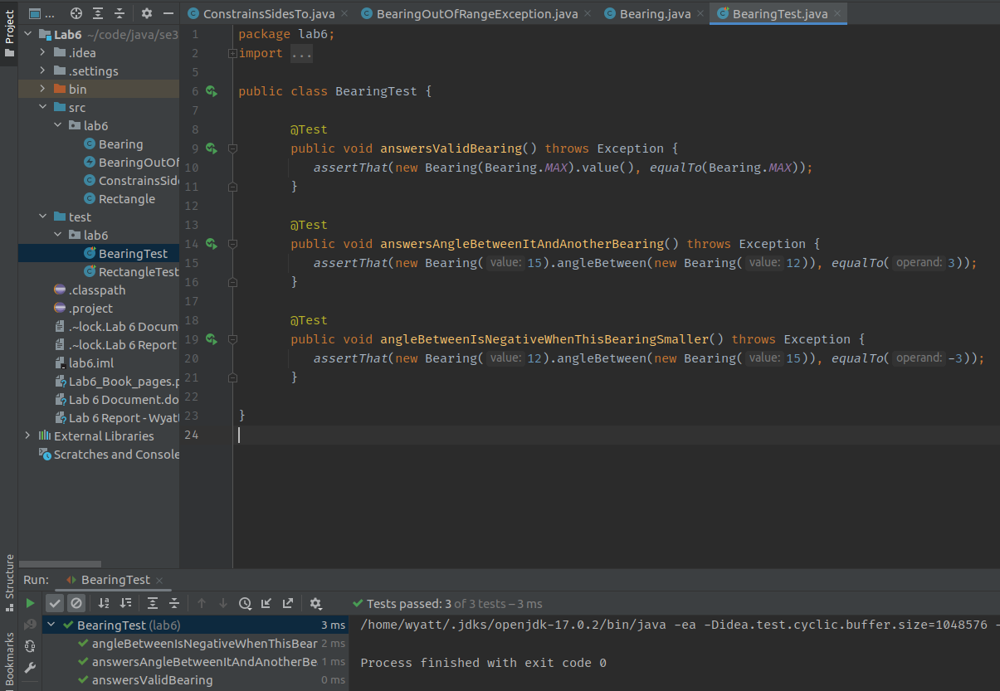 Project
...
ConstrainsSidesTo.java
BearingOutOfRangeException.java
Bearing.java
BearingTest.java
Lab6 ~/code/java/se3
.idea
.settings
bin
src
lab6
Bearing
BearingOutOf
ConstrainsSide
Rectangle
test
lab6
BearingTest
RectangleTest
.classpath
.project
.~lock.Lab 6 Docum
.~lock.Lab 6 Report
lab6.iml
Lab6_Book_pages.p
Lab 6 Document.do
Lab 6 Report - Wyatt
External Libraries
Scratches and Console
1 package lab6;
2 import ...
5
6 public class BearingTest {
7
8 @Test
9 public void answersValidBearing() throws Exception {
10 assertThat(new Bearing(Bearing.MAX).value(), equalTo(Bearing.MAX));
11 }
12
13 @Test
14 public void answersAngleBetweenItAndAnotherBearing() throws Exception {
15 assertThat(new Bearing( value: 15).angleBetween(new Bearing( value: 12)), equalTo( operand: 3));
16 }
17
18 @Test
19 public void angleBetweenIsNegativeWhenThisBearingSmaller() throws Exception {
20 assertThat(new Bearing( value: 12).angleBetween(new Bearing( value: 15)), equalTo( operand: -3));
21 }
22
23 }
24
Structure
Bookmarks
Run: BearingTest
Tests passed: 3 of 3 tests – 3 ms
BearingTest (lab6) 3 ms
angleBetweenIsNegativeWhenThisBear 2 ms
answersAngleBetweenItAndAnotherBe 1 ms
answersValidBearing 0 ms
/home/wyatt/.jdks/openjdk-17.0.2/bin/java -ea -Didea.test.cyclic.buffer.size=1048576 -
Process finished with exit code 0